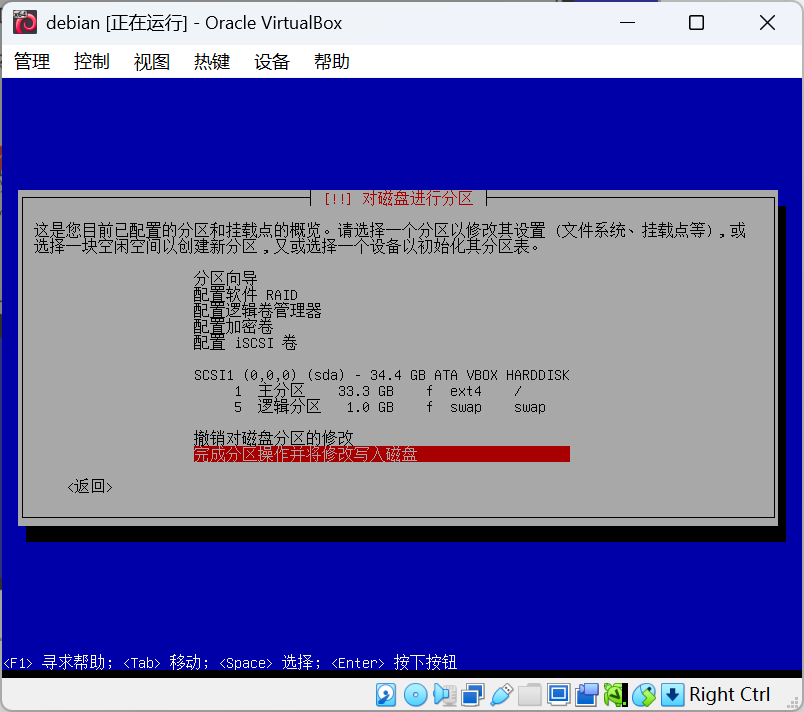 debian [正在运行] - Oracle VirtualBox
管理 控制 视图 热键 设备 帮助
[!!] 对磁盘进行分区
这是您目前已配置的分区和挂载点的概览。请选择一个分区以修改其设置 (文件系统、挂载点等)，或
选择一块空闲空间以创建新分区，又或选择一个设备以初始化其分区表。
分区向导
配置软件 RAID
配置逻辑卷管理器
配置加密卷
配置 iSCSI 卷
SCSI1 (0,0,0) (sda) - 34.4 GB ATA VBOX HARDDISK
1 主分区 33.3 GB f ext4 /
5 逻辑分区 1.0 GB f swap swap
撤销对磁盘分区的修改
完成分区操作并将修改写入磁盘
<返回>
<F1> 寻求帮助; <Tab> 移动; <Space> 选择; <Enter> 按下按钮
Right Ctrl